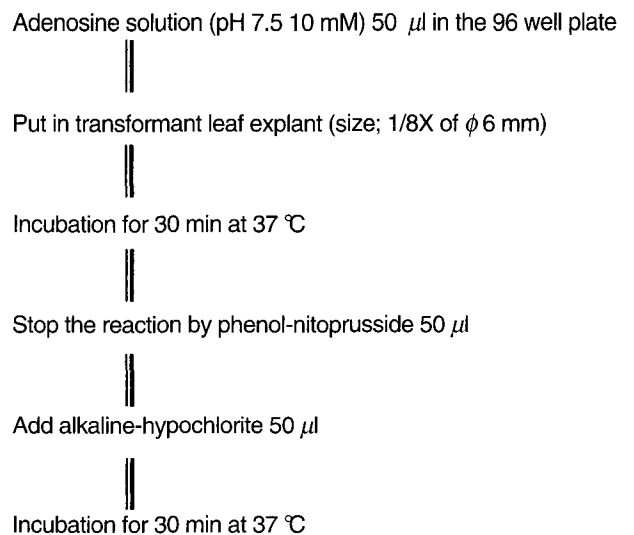 Adenosine solution (pH 7.5 10 mM) 50 μl in the 96 well plate
Put in transformant leaf explant (size; 1/8X of ϕ 6 mm)
Incubation for 30 min at 37 ℃
Stop the reaction by phenol-nitoprusside 50 μl
Add alkaline-hypochlorite 50 μl
Incubation for 30 min at 37 ℃